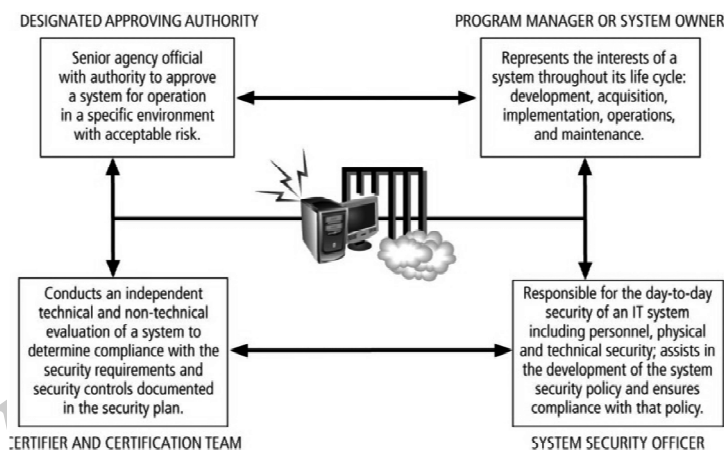 DESIGNATED APPROVING AUTHORITY
Senior agency official
with authority to approve
a system for operation
in a specific environment
with acceptable risk.
PROGRAM MANAGER OR SYSTEM OWNER
Represents the interests of a
system throughout its life cycle:
development, acquisition,
implementation, operations,
and maintenance.
Conducts an independent
technical and non-technical
evaluation of a system to
determine compliance with the
security requirements and
security controls documented
in the security plan.
CERTIFIER AND CERTIFICATION TEAM
Responsible for the day-to-day
security of an IT system
including personnel, physical
and technical security; assists in
the development of the system
security policy and ensures
compliance with that policy.
SYSTEM SECURITY OFFICER